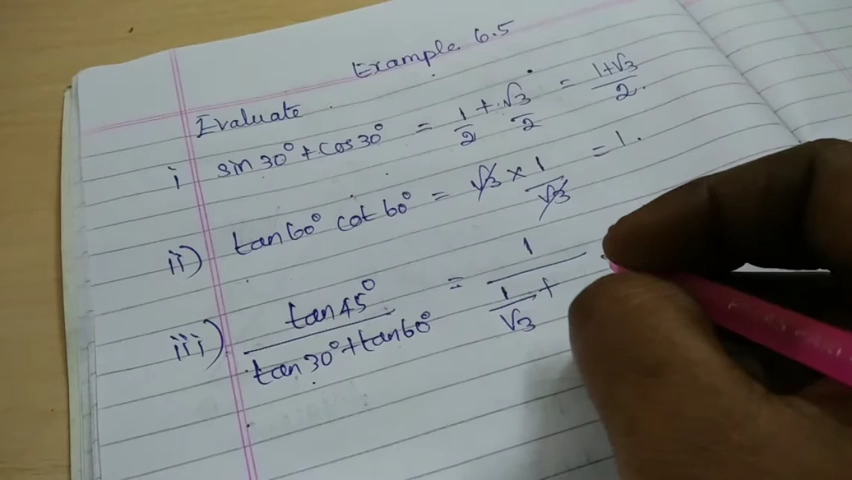 Example 6.5
Evaluate
i sin 30° + cos 30° = 1/2 + √3/2 = 1+√3/2.
ii) tan 60° cot 60° = √3 × 1/√3 = 1.
iii) tan 45°/tan 30° + tan 60° = 1/1/√3 +